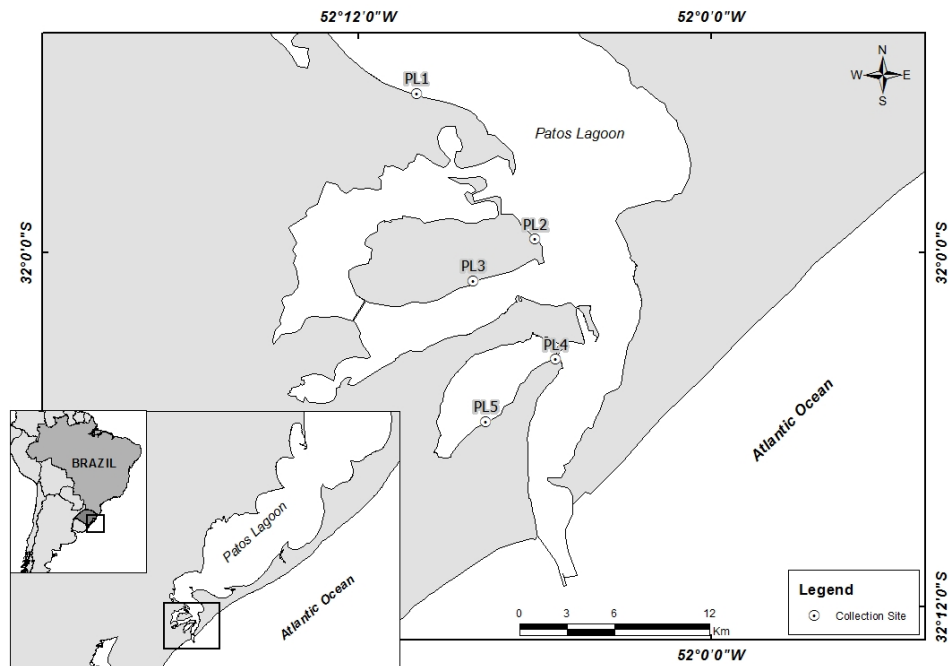 52°12'0"W
52°0'0"W
N
W E
S
PL1
Patos Lagoon
PL2
32°0'0"S
32°0'0"S
PL3
PL4
PL5
Atlantic Ocean
BRAZIL
Patos Lagoon
Atlantic Ocean
Legend
Collection Site
0 3 6 12
Km
32°12'0"S
52°0'0"W